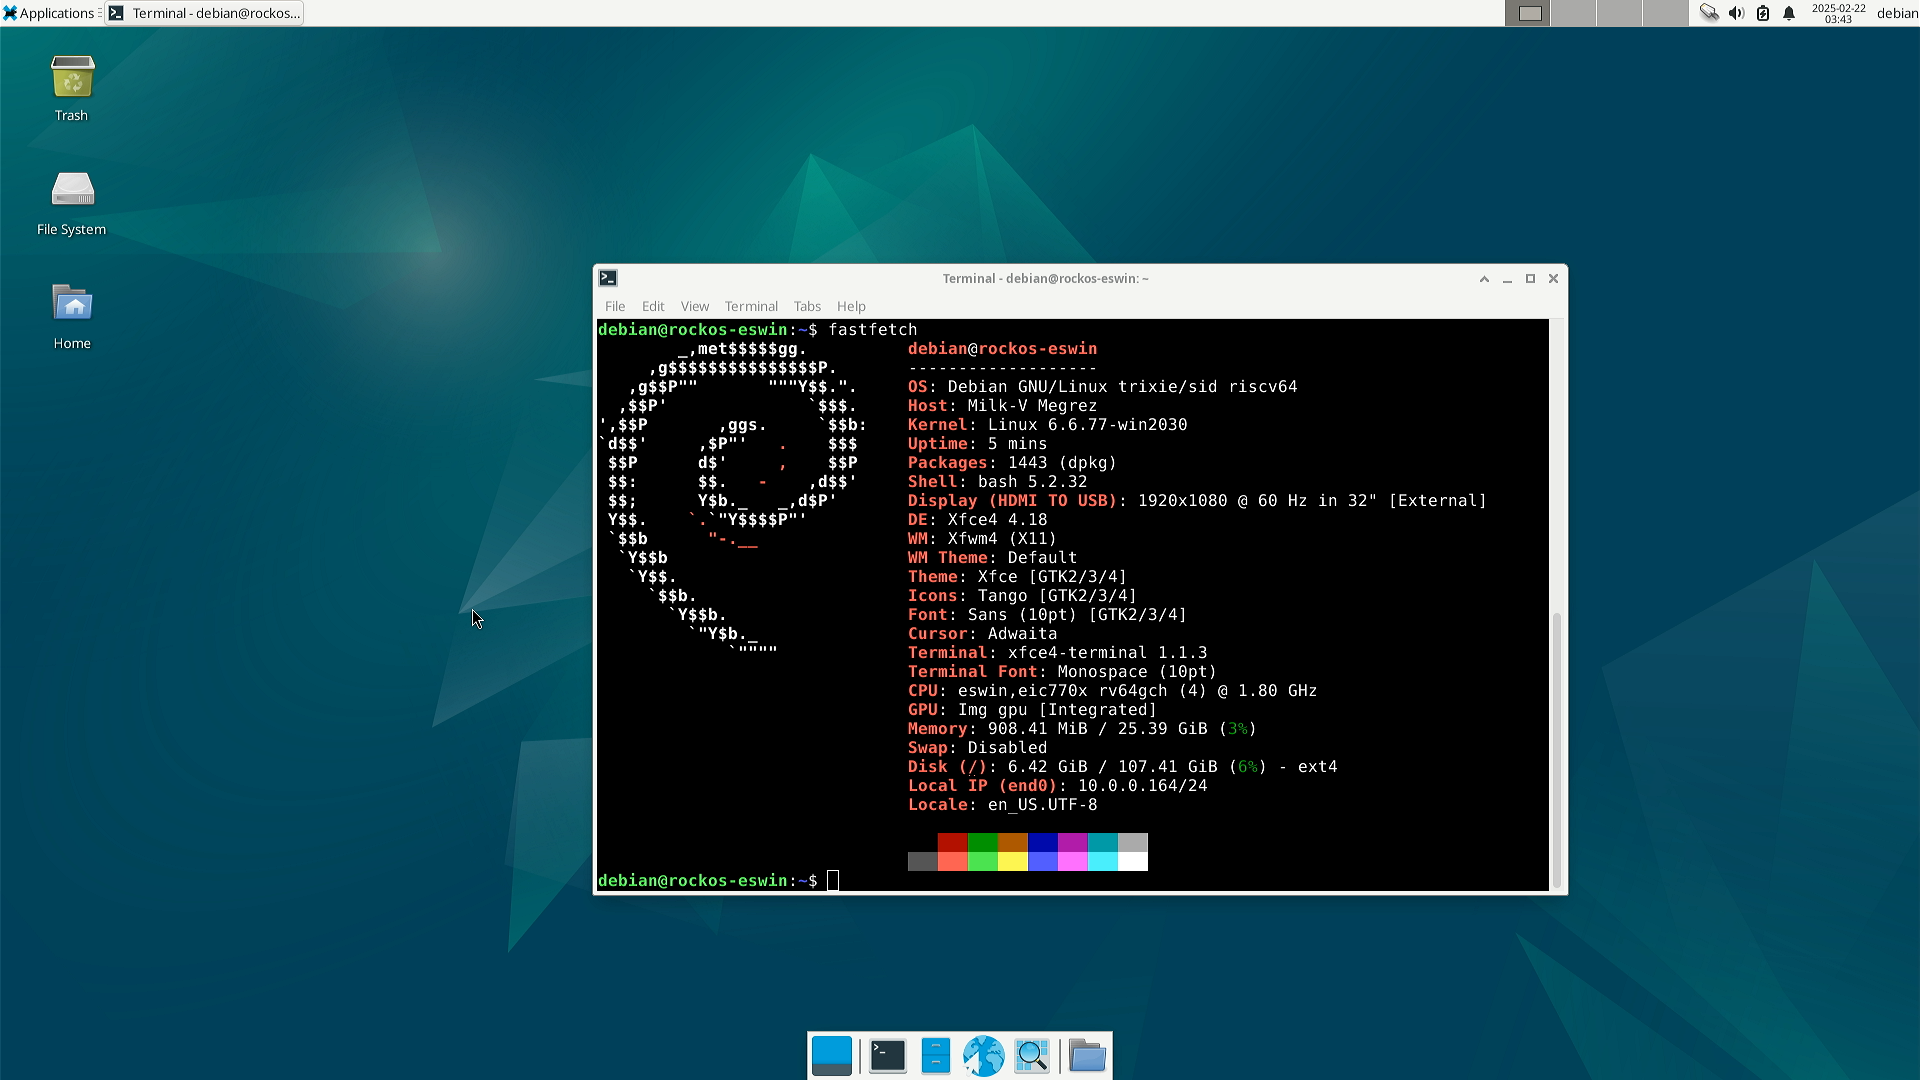 Applications
Terminal - debian@rockos...
2025-02-22
03:43
debian
Trash
File System
Home
Terminal - debian@rockos-eswin: ~
File Edit View Terminal Tabs Help
debian@rockos-eswin:~$ fastfetch
       _,met$$$$$gg.          debian@rockos-eswin
    ,g$$$$$$$$$$$$$$$P.       -------------------
  ,g$$P""       """Y$$.".     OS: Debian GNU/Linux trixie/sid riscv64
 ,$$P'              `$$$.     Host: Milk-V Megrez
',$$P       ,ggs.     `$$b:   Kernel: Linux 6.6.77-win2030
`d$$'     ,$P"'   .    $$$    Uptime: 5 mins
 $$P      d$'     ,    $$P    Packages: 1443 (dpkg)
 $$:      $$.   -    ,d$$'    Shell: bash 5.2.32
 $$;      Y$b._   _,d$P'      Display (HDMI TO USB): 1920x1080 @ 60 Hz in 32" [External]
 Y$$.    `.`"Y$$$$P"'         DE: Xfce4 4.18
 `$$b      "-.__              WM: Xfwm4 (X11)
  `Y$$b                       WM Theme: Default
   `Y$$.                      Theme: Xfce [GTK2/3/4]
     `$$b.                    Icons: Tango [GTK2/3/4]
       `Y$$b.                 Font: Sans (10pt) [GTK2/3/4]
         `"Y$b._              Cursor: Adwaita
             `""""            Terminal: xfce4-terminal 1.1.3
Terminal Font: Monospace (10pt)
CPU: eswin,eic770x rv64gch (4) @ 1.80 GHz
GPU: Img gpu [Integrated]
Memory: 908.41 MiB / 25.39 GiB (3%)
Swap: Disabled
Disk (/): 6.42 GiB / 107.41 GiB (6%) - ext4
Local IP (end0): 10.0.0.164/24
Locale: en_US.UTF-8
debian@rockos-eswin:~$